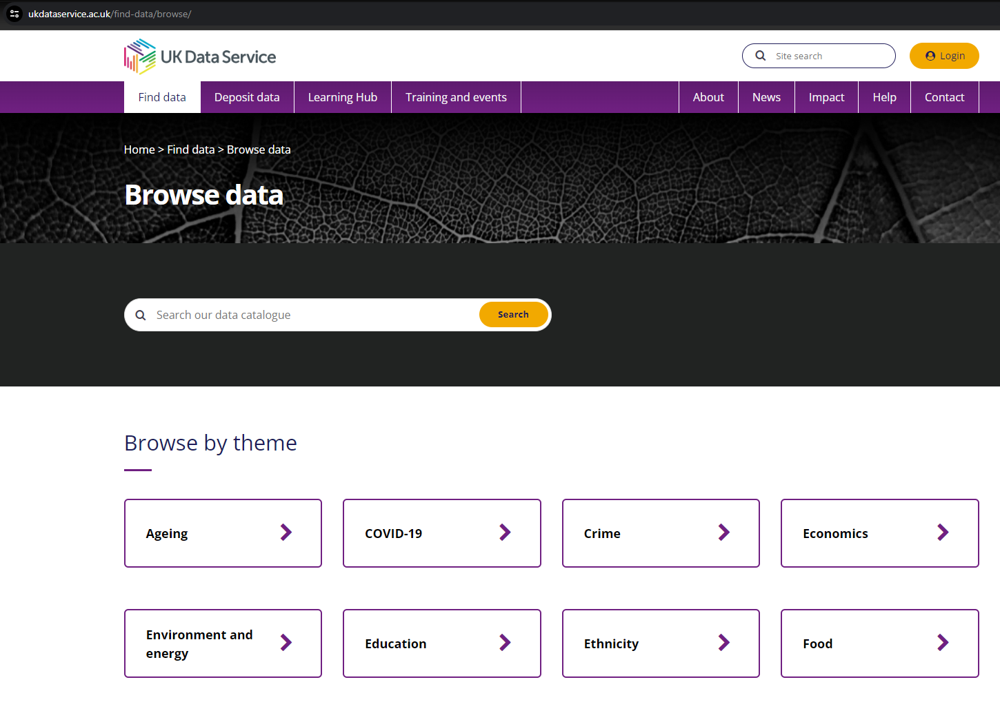 ukdataservice.ac.uk/find-data/browse/
UK Data Service
Site search
Login
Find data
Deposit data
Learning Hub
Training and events
About
News
Impact
Help
Contact
Home > Find data > Browse data
Browse data
Search our data catalogue
Search
Browse by theme
Ageing
COVID-19
Crime
Economics
Environment and
energy
Education
Ethnicity
Food